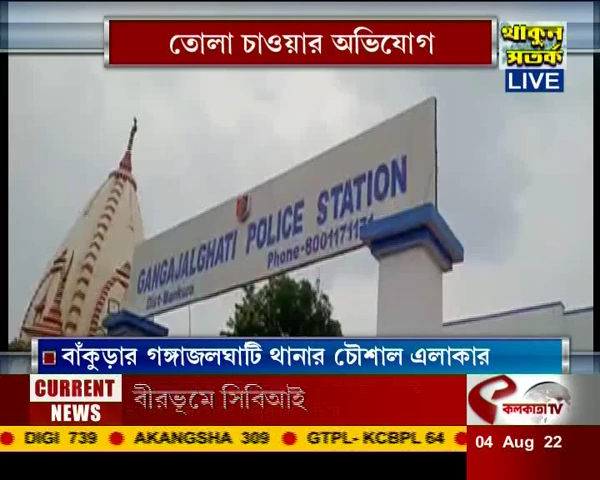 তোলা চাওয়ার অভিযোগ
থাকুন
সতর্ক
LIVE
GANGAJALGHATI POLICE STATION
Dist-Bankura
বাঁকুড়ার গঙ্গাজলঘাটি থানার চৌশাল এলাকার
CURRENT
NEWS
বীরভূমে সিবিআই
কলকাতা TV
DIGI 739 AKANGSHA 309 GTPL- KCBPL 64
04 Aug 22